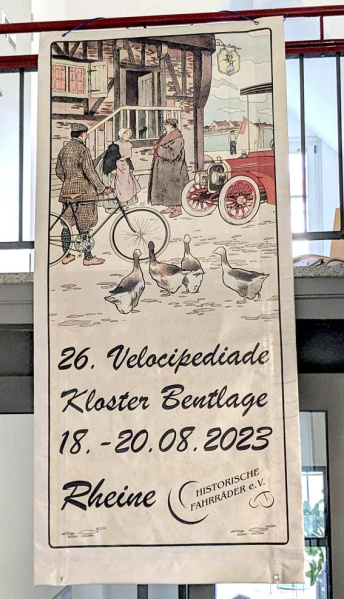 26. Velocipediade
Kloster Bentlage
18.-20.08.2023
Rheine
HISTORISCHE
FAHRRÄDER e.V.